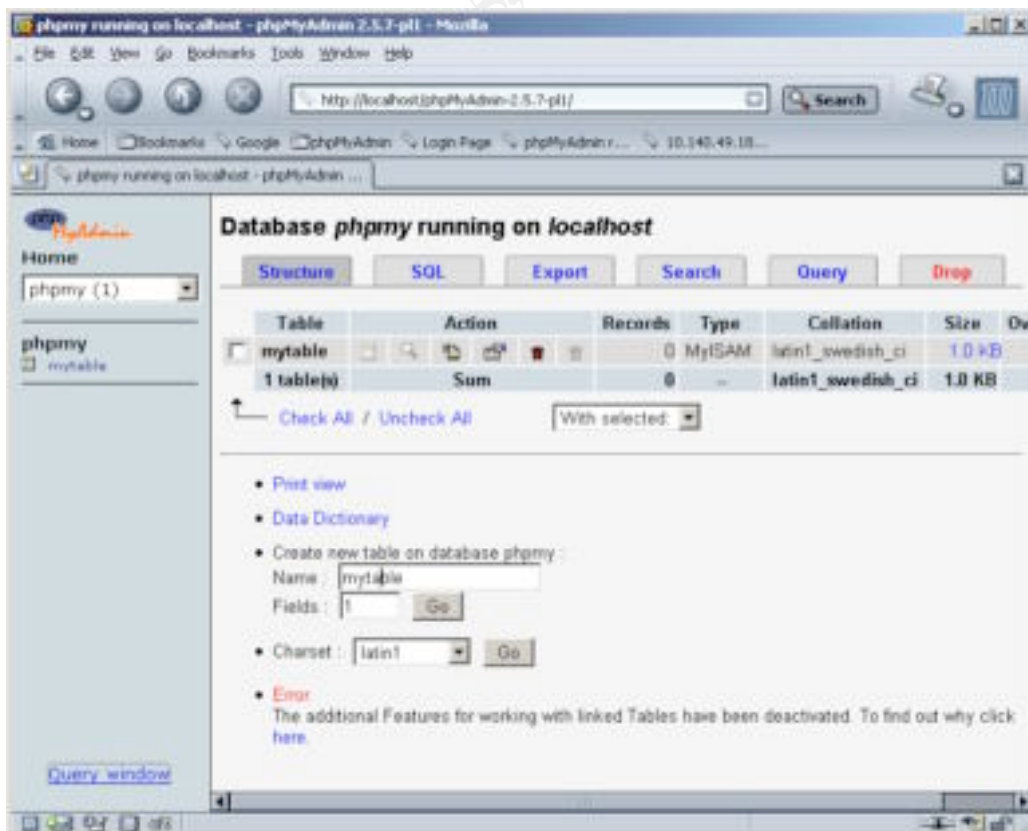 phpmy running on localhost - phpMyAdmin 2.5.7-pl1 - Mozilla
File Edit View Go Bookmarks Tools Window Help
http://localhost/phpMyAdmin-2.5.7-pl1/
Search
Home Bookmarks Google phpMyAdmin Login Page phpMyAdmin r... 10.140.49.18...
phpmy running on localhost - phpMyAdmin ...
php
MyAdmin
Home
phpmy (1)
phpmy
mytable
Query window
Database phpmy running on localhost
Structure SQL Export Search Query Drop
Table Action Records Type Collation Size Ov
mytable 0 MyISAM latin1_swedish_ci 1.0 KB
1 table(s) Sum 0 -- latin1_swedish_ci 1.0 KB
Check All / Uncheck All With selected:
Print view
Data Dictionary
Create new table on database phpmy :
Name : mytable
Fields : 1 Go
Charset : latin1 Go
Error
The additional Features for working with linked Tables have been deactivated. To find out why click
here.